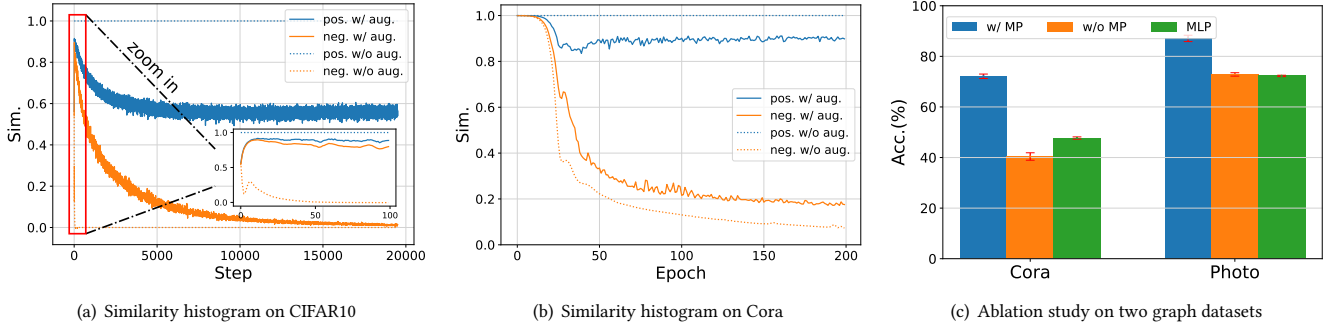 1.0
0.8
0.6
0.4
0.2
0.0
Sim.
pos. w/ aug.
neg. w/ aug.
pos. w/o aug.
neg. w/o aug.
zoom in
1.0
0.5
0.0
0 50 100
0 5000 10000 15000 20000
Step
(a) Similarity histogram on CIFAR10
1.0
0.8
0.6
0.4
0.2
0.0
Sim.
pos. w/ aug.
neg. w/ aug.
pos. w/o aug.
neg. w/o aug.
0 50 100 150 200
Epoch
(b) Similarity histogram on Cora
100
80
60
40
20
0
Acc.(%)
w/ MP w/o MP MLP
Cora Photo
(c) Ablation study on two graph datasets